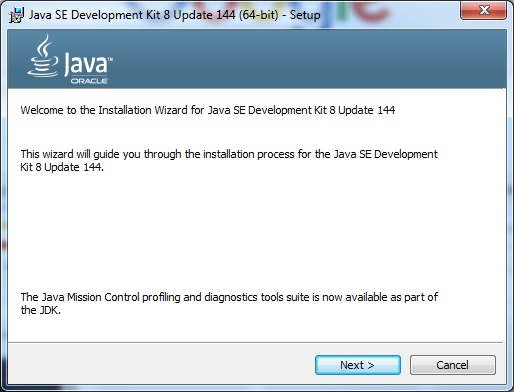 Java SE Development Kit 8 Update 144 (64-bit) - Setup
Java™
ORACLE
Welcome to the Installation Wizard for Java SE Development Kit 8 Update 144
This wizard will guide you through the installation process for the Java SE Development
Kit 8 Update 144.
The Java Mission Control profiling and diagnostics tools suite is now available as part of
the JDK.
Next >
Cancel